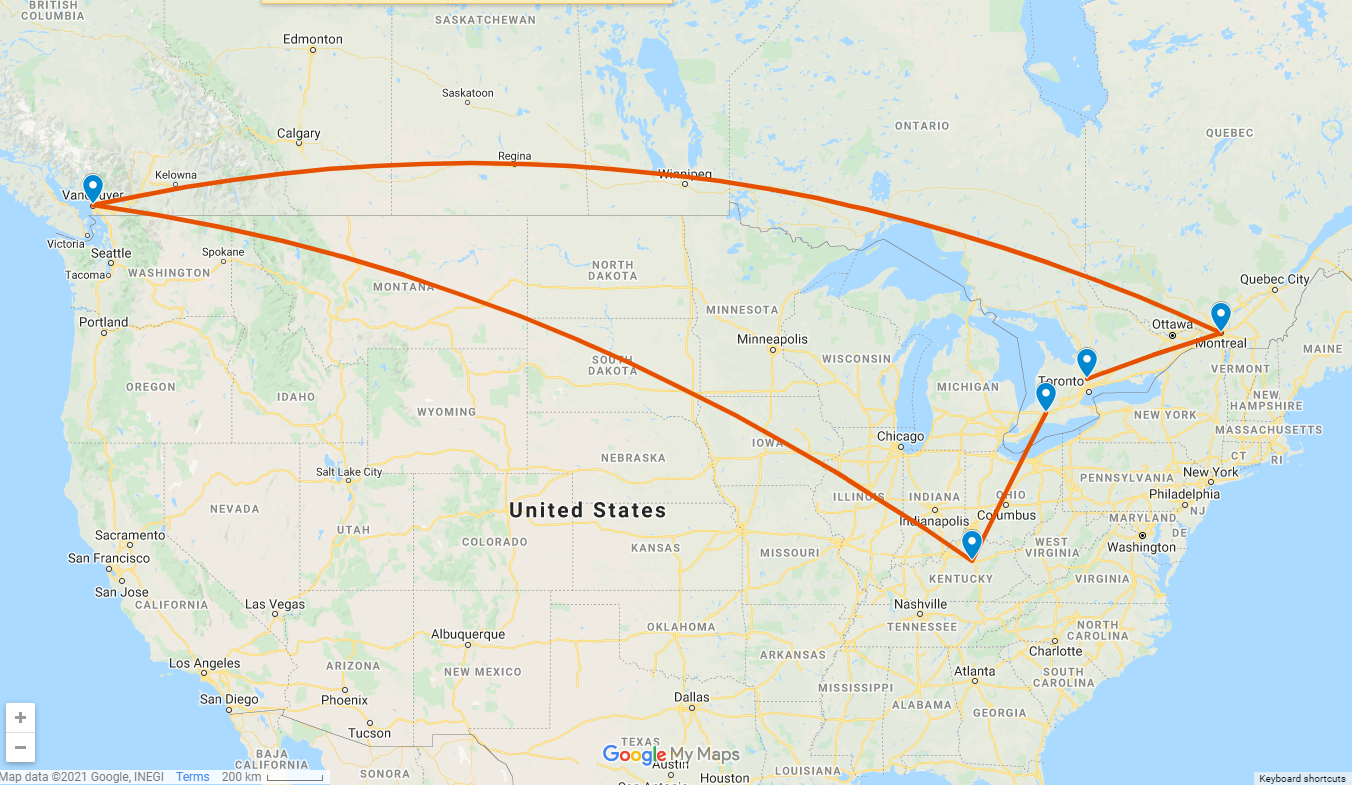 BRITISH
COLUMBIA
SASKATCHEWAN
Edmonton
Saskatoon
Calgary
ONTARIO
QUEBEC
Regina
Winnipeg
Kelowna
Vancouver
Victoria
Seattle
Spokane
Tacoma
WASHINGTON
NORTH
DAKOTA
MONTANA
Quebec City
MINNESOTA
Portland
Ottawa
Montreal
Minneapolis
MAINE
WISCONSIN
SOUTH
DAKOTA
VERMONT
Toronto
OREGON
MICHIGAN
IDAHO
NEW
HAMPSHIRE
WYOMING
NEW YORK
MASSACHUSETTS
Chicago
IOWA
CT
RI
NEBRASKA
Salt Lake City
PENNSYLVANIA
New York
ILLINOIS
INDIANA
OHIO
Philadelphia
NEVADA
United States
NJ
Columbus
Indianapolis
MARYLAND
UTAH
DE
Sacramento
COLORADO
KANSAS
MISSOURI
WEST
VIRGINIA
Washington
San Francisco
KENTUCKY
VIRGINIA
San Jose
CALIFORNIA
Las Vegas
Nashville
TENNESSEE
OKLAHOMA
NORTH
CAROLINA
Albuquerque
Charlotte
ARKANSAS
Los Angeles
ARIZONA
NEW MEXICO
Atlanta
SOUTH
CAROLINA
MISSISSIPPI
San Diego
Phoenix
Dallas
ALABAMA
GEORGIA
Tucson
TEXAS
Google My Maps
BAJA
CALIFORNIA
Austin
SONORA
LOUISIANA
Houston
San Antonio
Map data ©2021 Google, INEGI Terms 200 km
Keyboard shortcuts